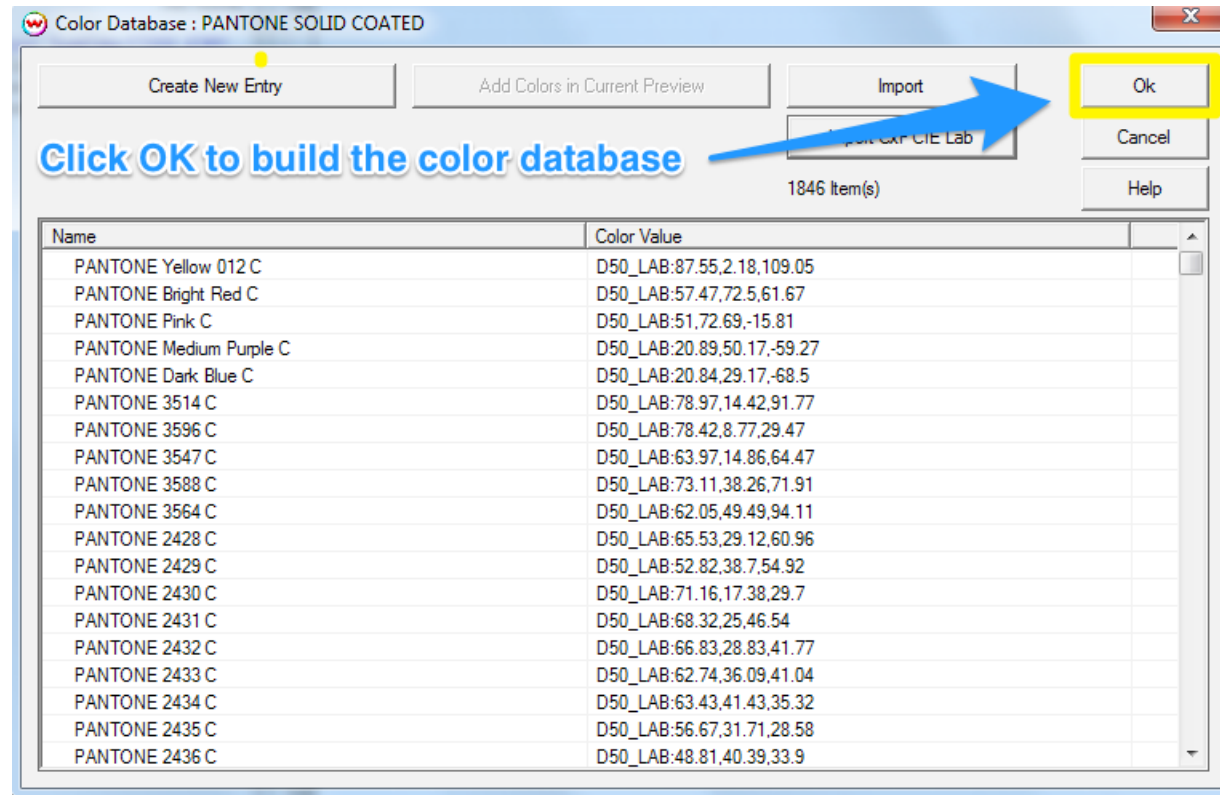 Color Database : PANTONE SOLID COATED
Create New Entry Add Colors in Current Preview Import Ok
CxF CIE Lab Cancel
Click OK to build the color database
1846 Item(s) Help
Name Color Value
PANTONE Yellow 012 C D50_LAB:87.55,2.18,109.05
PANTONE Bright Red C D50_LAB:57.47,72.5,61.67
PANTONE Pink C D50_LAB:51,72.69,-15.81
PANTONE Medium Purple C D50_LAB:20.89,50.17,-59.27
PANTONE Dark Blue C D50_LAB:20.84,29.17,-68.5
PANTONE 3514 C D50_LAB:78.97,14.42,91.77
PANTONE 3596 C D50_LAB:78.42,8.77,29.47
PANTONE 3547 C D50_LAB:63.97,14.86,64.47
PANTONE 3588 C D50_LAB:73.11,38.26,71.91
PANTONE 3564 C D50_LAB:62.05,49.49,94.11
PANTONE 2428 C D50_LAB:65.53,29.12,60.96
PANTONE 2429 C D50_LAB:52.82,38.7,54.92
PANTONE 2430 C D50_LAB:71.16,17.38,29.7
PANTONE 2431 C D50_LAB:68.32,25,46.54
PANTONE 2432 C D50_LAB:66.83,28.83,41.77
PANTONE 2433 C D50_LAB:62.74,36.09,41.04
PANTONE 2434 C D50_LAB:63.43,41.43,35.32
PANTONE 2435 C D50_LAB:56.67,31.71,28.58
PANTONE 2436 C D50_LAB:48.81,40.39,33.9